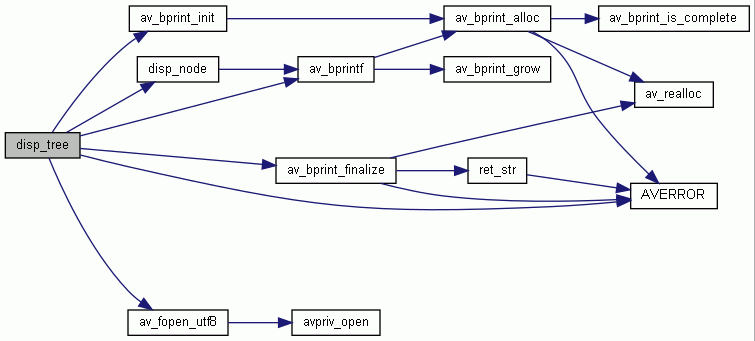 av_bprint_init
av_bprint_alloc
av_bprint_is_complete
disp_node
av_bprintf
av_bprint_grow
av_realloc
disp_tree
av_bprint_finalize
ret_str
AVERROR
av_fopen_utf8
avpriv_open